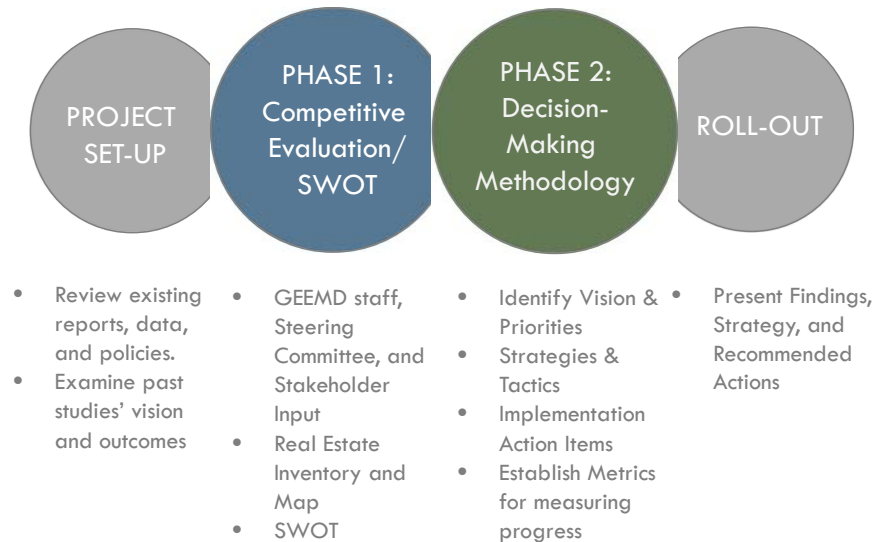 PROJECT
SET-UP
PHASE 1:
Competitive
Evaluation/
SWOT
PHASE 2:
Decision-
Making
Methodology
ROLL-OUT
• Review existing
reports, data,
and policies.
• Examine past
studies' vision
and outcomes
• GEEMD staff,
Steering
Committee, and
Stakeholder
Input
• Real Estate
Inventory and
Map
• SWOT
• Identify Vision &
Priorities
• Strategies &
Tactics
• Implementation
Action Items
• Establish Metrics
for measuring
progress
• Present Findings,
Strategy, and
Recommended
Actions